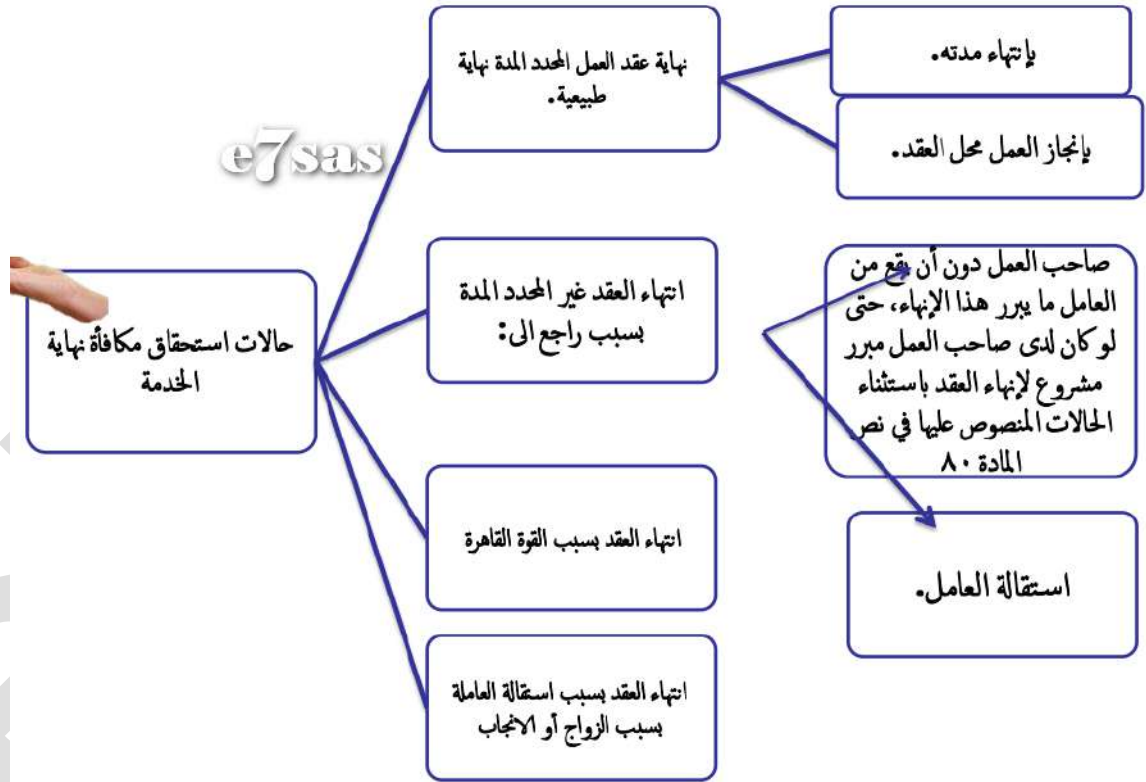 حالات استحقاق مكافأة نهاية
الخدمة
نهاية عقد العمل المحدد المدة نهاية
طبيعية.
بإنتهاء مدته.
بإنجاز العمل محل العقد.
انتهاء العقد غير المحدد المدة
بسبب راجع الى:
صاحب العمل دون أن يقع من
العامل ما يبرر هذا الإنهاء، حتى
لو كان لدى صاحب العمل مبرر
مشروع لإنهاء العقد باستثناء
الحالات المنصوص عليها في نص
المادة ٨٠
استقالة العامل.
انتهاء العقد بسبب القوة القاهرة
انتهاء العقد بسبب استقالة العاملة
بسبب الزواج أو الانجاب
e7sas